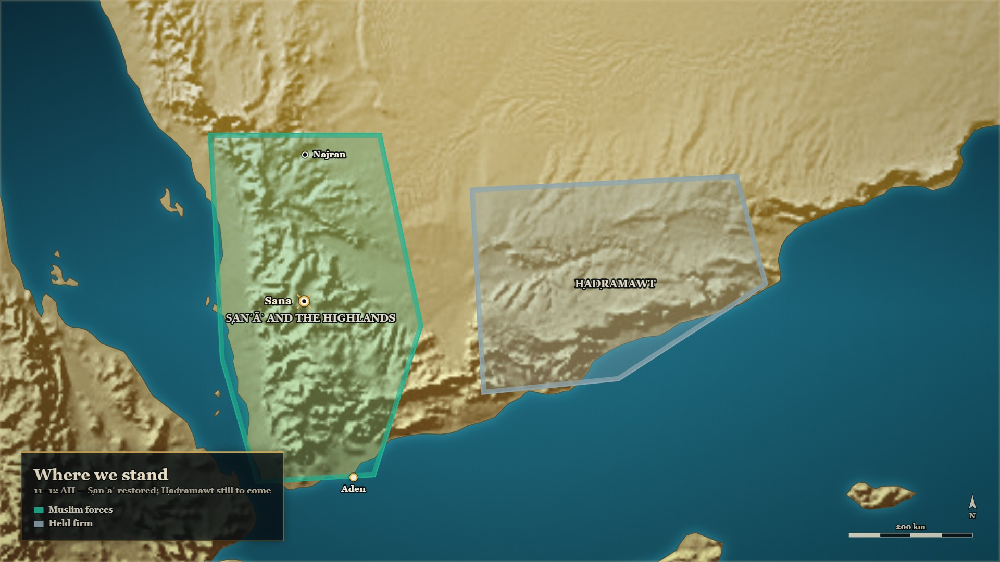 Najran
ḤAḌRAMAWT
Sana
ṢANʿĀʾ AND THE HIGHLANDS
Aden
Where we stand
11–12 AH — Ṣanʿāʾ restored; Ḥaḍramawt still to come
Muslim forces
Held firm
N
200 km